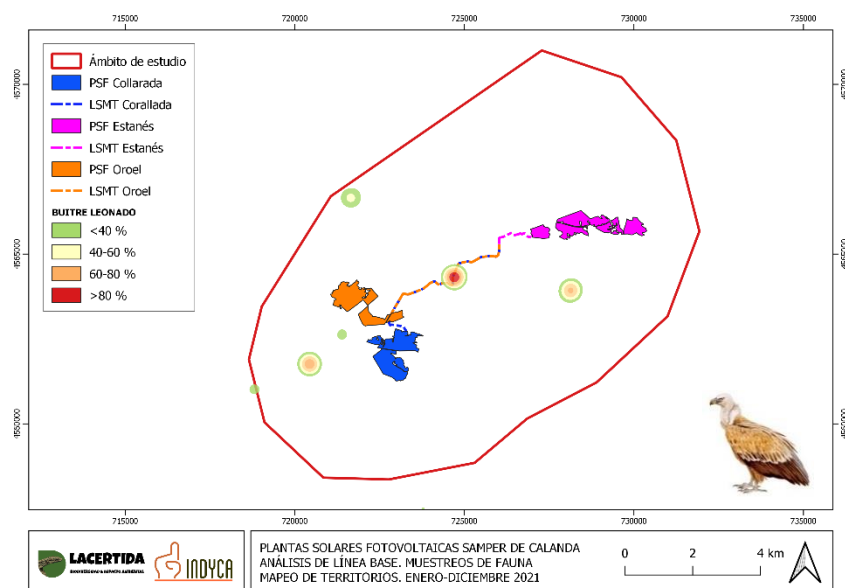 715000
720000
725000
730000
735000
4570000
4565000
4560000
4570000
4565000
4560000
Ámbito de estudio
PSF Collarada
LSMT Corallada
PSF Estanés
LSMT Estanés
PSF Oroel
LSMT Oroel
BUITRE LEONADO
<40 %
40-60 %
60-80 %
>80 %
715000
720000
725000
730000
735000
LACERTIDA
INDYCA
PLANTAS SOLARES FOTOVOLTAICAS SAMPER DE CALANDA
ANÁLISIS DE LÍNEA BASE. MUESTREOS DE FAUNA
MAPEO DE TERRITORIOS. ENERO-DICIEMBRE 2021
0 2 4 km